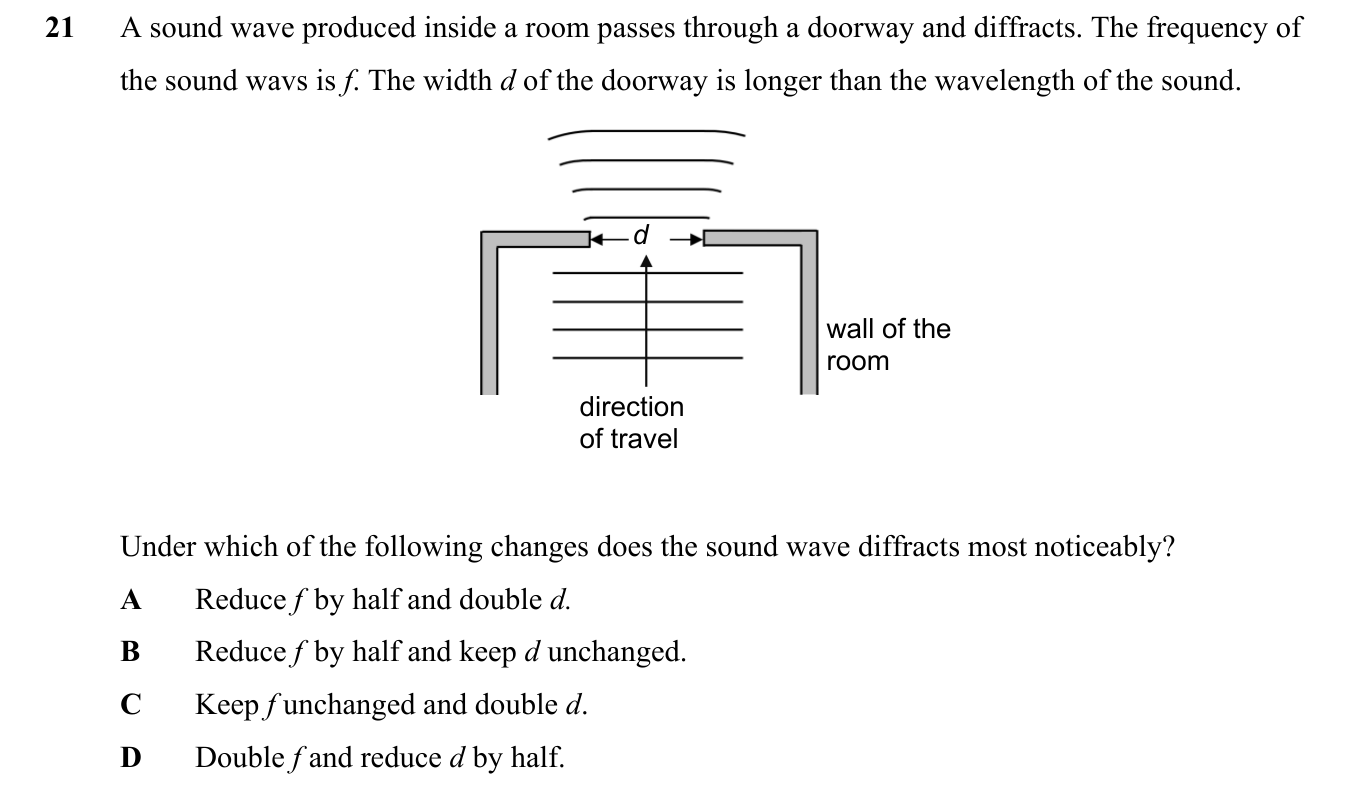 21 A sound wave produced inside a room passes through a doorway and diffracts. The frequency of
the sound wavs is f. The width d of the doorway is longer than the wavelength of the sound.
d
wall of the
room
direction
of travel
Under which of the following changes does the sound wave diffracts most noticeably?
A Reduce f by half and double d.
B Reduce f by half and keep d unchanged.
C Keep f unchanged and double d.
D Double f and reduce d by half.